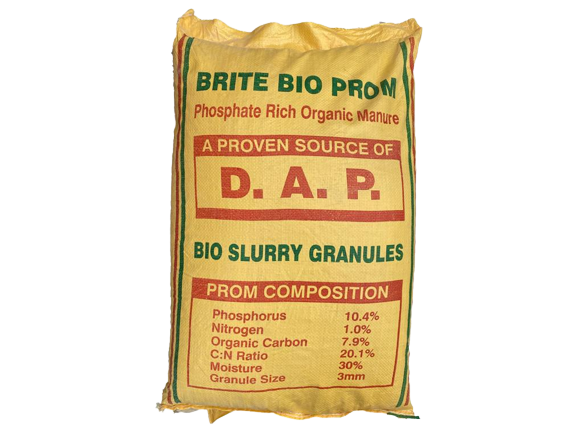 BRITE BIO PROM
Phosphate Rich Organic Manure
A PROVEN SOURCE OF
D. A. P.
BIO SLURRY GRANULES
PROM COMPOSITION
Phosphorus 10.4%
Nitrogen 1.0%
Organic Carbon 7.9%
C:N Ratio 20.1%
Moisture 30%
Granule Size 3mm